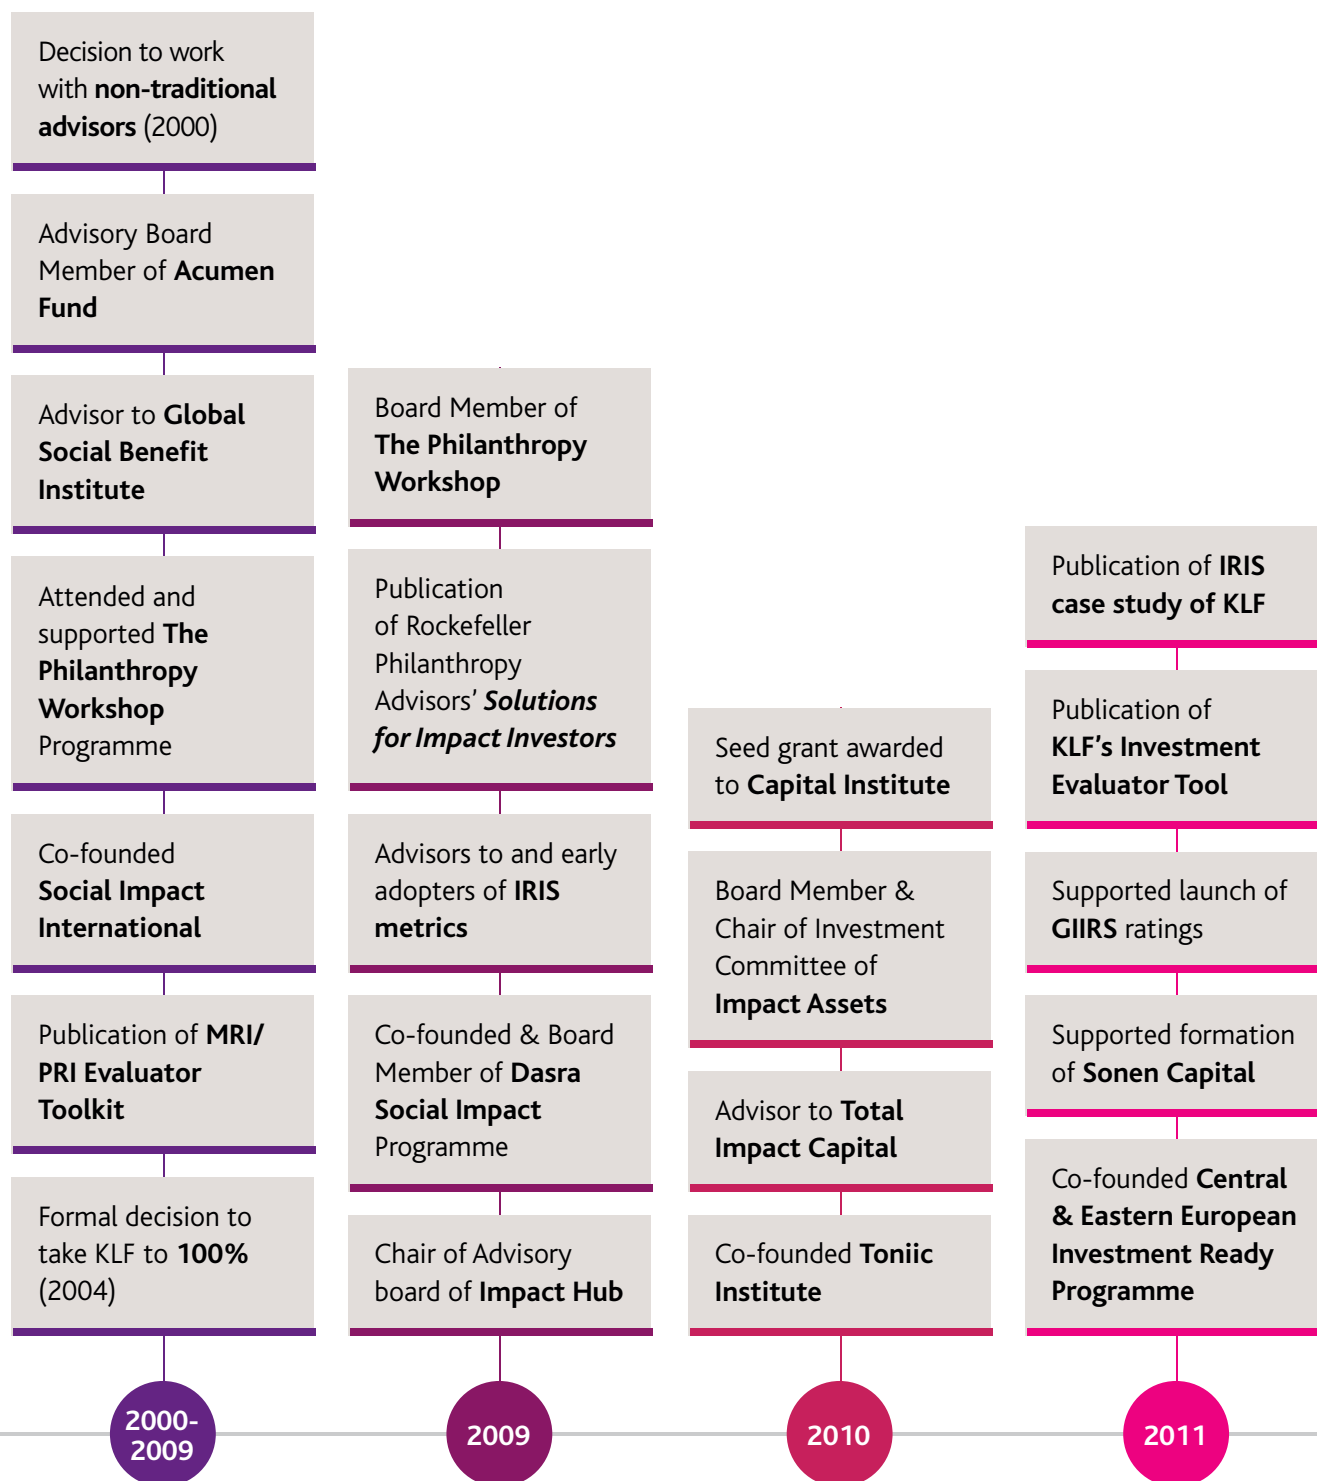 Decision to work
with non-traditional
advisors (2000)
Advisory Board
Member of Acumen
Fund
Advisor to Global
Social Benefit
Institute
Attended and
supported The
Philanthropy
Workshop
Programme
Co-founded
Social Impact
International
Publication of MRI/
PRI Evaluator
Toolkit
Formal decision to
take KLF to 100%
(2004)
2000-
2009
Board Member of
The Philanthropy
Workshop
Publication
of Rockefeller
Philanthropy
Advisors’ Solutions
for Impact Investors
Advisors to and early
adopters of IRIS
metrics
Co-founded & Board
Member of Dasra
Social Impact
Programme
Chair of Advisory
board of Impact Hub
2009
Seed grant awarded
to Capital Institute
Board Member &
Chair of Investment
Committee of
Impact Assets
Advisor to Total
Impact Capital
Co-founded Toniic
Institute
2010
Publication of IRIS
case study of KLF
Publication of
KLF’s Investment
Evaluator Tool
Supported launch of
GIIRS ratings
Supported formation
of Sonen Capital
Co-founded Central
& Eastern European
Investment Ready
Programme
2011